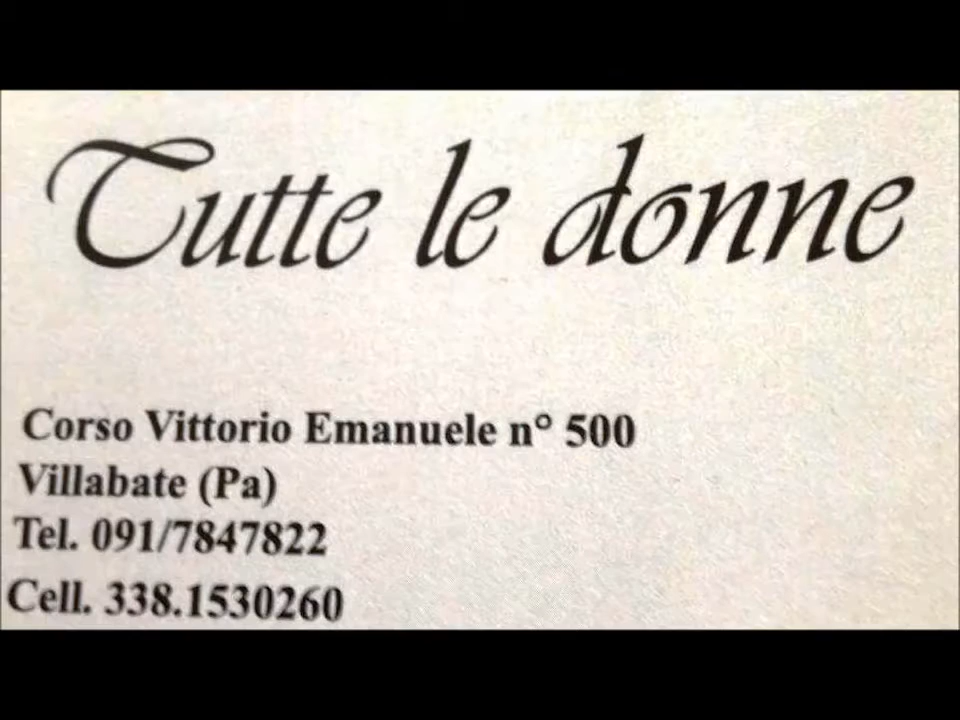 Tutte le donne
Corso Vittorio Emanuele n° 500
Villabate (Pa)
Tel. 091/7847822
Cell. 338.1530260